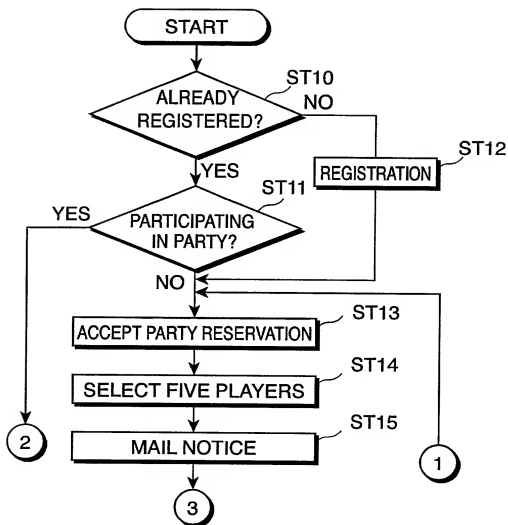 START
ST10
ALREADY
REGISTERED?
NO
ST12
REGISTRATION
YES
ST11
YES
PARTICIPATING
IN PARTY?
NO
ST13
ACCEPT PARTY RESERVATION
ST14
SELECT FIVE PLAYERS
ST15
MAIL NOTICE
2
1
3